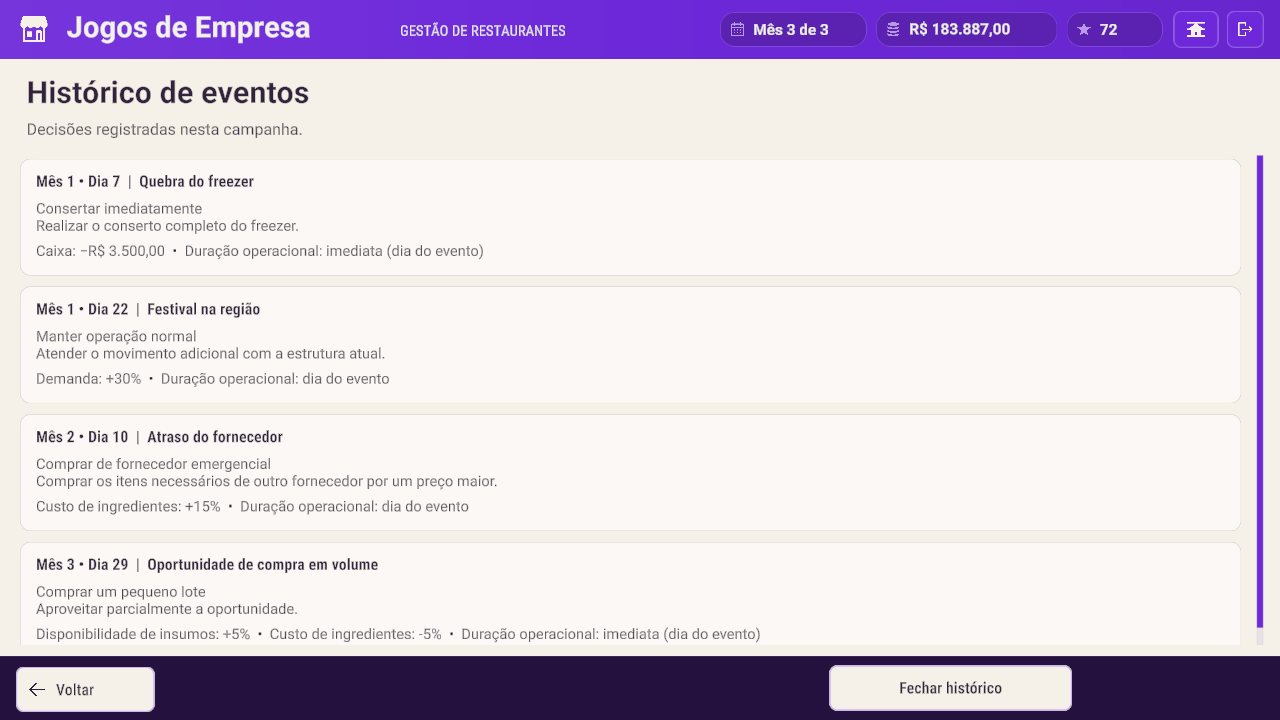 Jogos de Empresa
GESTÃO DE RESTAURANTES
Mês 3 de 3
R$ 183.887,00
72
Histórico de eventos
Decisões registradas nesta campanha.
Mês 1 • Dia 7 | Quebra do freezer
Consertar imediatamente
Realizar o conserto completo do freezer.
Caixa: −R$ 3.500,00 • Duração operacional: imediata (dia do evento)
Mês 1 • Dia 22 | Festival na região
Manter operação normal
Atender o movimento adicional com a estrutura atual.
Demanda: +30% • Duração operacional: dia do evento
Mês 2 • Dia 10 | Atraso do fornecedor
Comprar de fornecedor emergencial
Comprar os itens necessários de outro fornecedor por um preço maior.
Custo de ingredientes: +15% • Duração operacional: dia do evento
Mês 3 • Dia 29 | Oportunidade de compra em volume
Comprar um pequeno lote
Aproveitar parcialmente a oportunidade.
Disponibilidade de insumos: +5% • Custo de ingredientes: -5% • Duração operacional: imediata (dia do evento)
Voltar
Fechar histórico